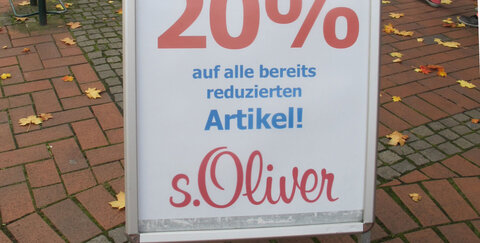 20%
auf alle bereits
reduzierten
Artikel!
s.Oliver